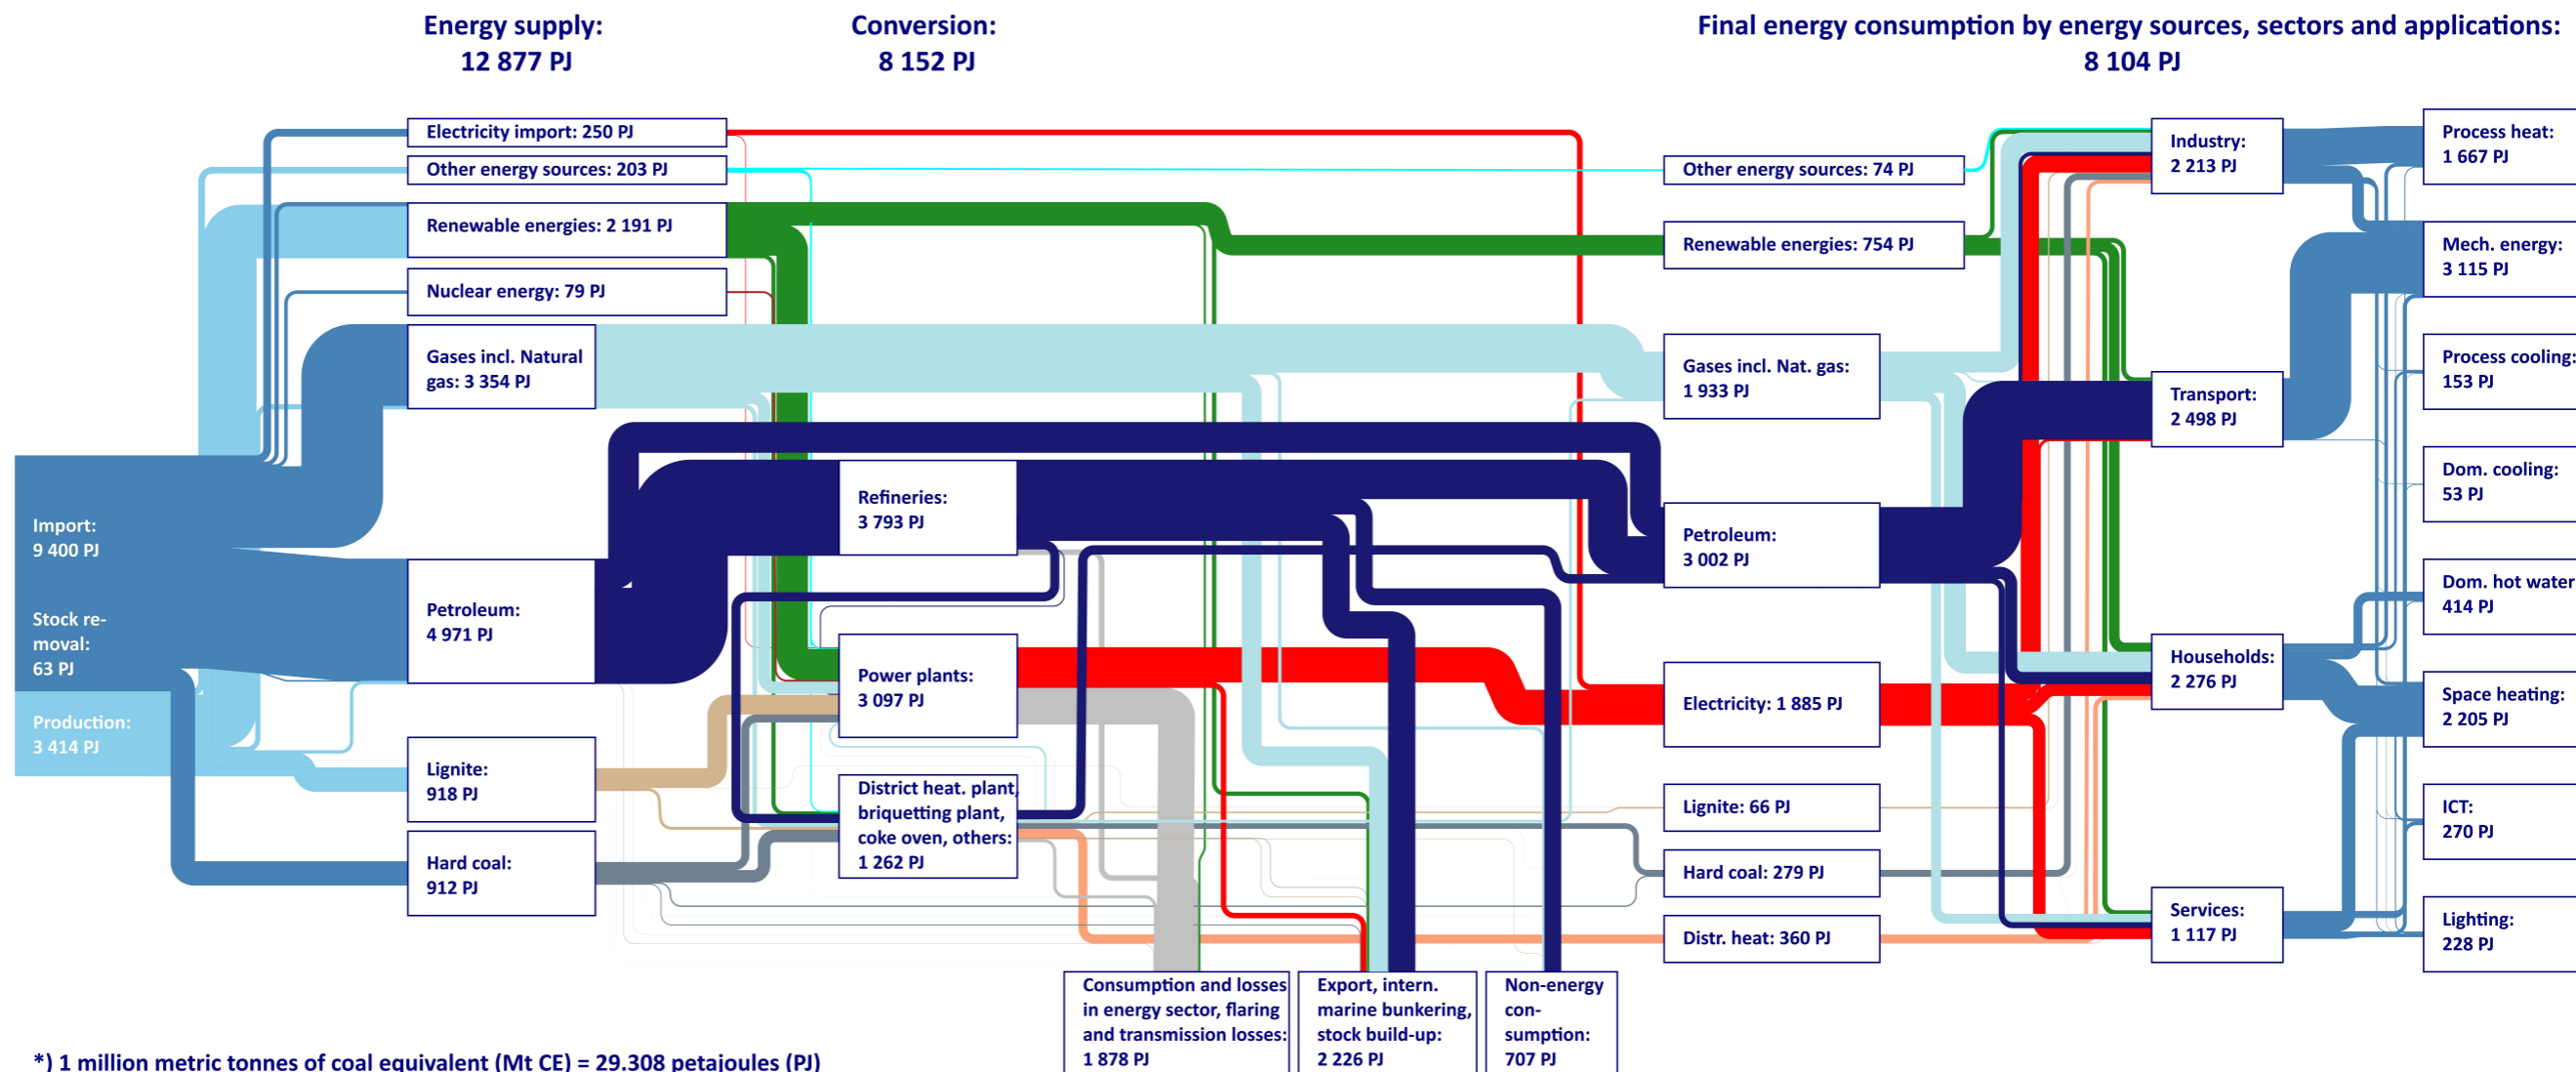 Energy supply:
12 877 PJ
Conversion:
8 152 PJ
Final energy consumption by energy sources, sectors and applications:
8 104 PJ
Import:
9 400 PJ
Stock re-
moval:
63 PJ
Production:
3 414 PJ
Electricity import: 250 PJ
Other energy sources: 203 PJ
Renewable energies: 2 191 PJ
Nuclear energy: 79 PJ
Gases incl. Natural
gas: 3 354 PJ
Petroleum:
4 971 PJ
Lignite:
918 PJ
Hard coal:
912 PJ
Refineries:
3 793 PJ
Power plants:
3 097 PJ
District heat. plant,
briquetting plant,
coke oven, others:
1 262 PJ
Consumption and losses
in energy sector, flaring
and transmission losses:
1 878 PJ
Export, intern.
marine bunkering,
stock build-up:
2 226 PJ
Non-energy
con-
sumption:
707 PJ
Other energy sources: 74 PJ
Renewable energies: 754 PJ
Gases incl. Nat. gas:
1 933 PJ
Petroleum:
3 002 PJ
Electricity: 1 885 PJ
Lignite: 66 PJ
Hard coal: 279 PJ
Distr. heat: 360 PJ
Industry:
2 213 PJ
Transport:
2 498 PJ
Households:
2 276 PJ
Services:
1 117 PJ
Process heat:
1 667 PJ
Mech. energy:
3 115 PJ
Process cooling:
153 PJ
Dom. cooling:
53 PJ
Dom. hot water
414 PJ
Space heating:
2 205 PJ
ICT:
270 PJ
Lighting:
228 PJ
*) 1 million metric tonnes of coal equivalent (Mt CE) = 29.308 petajoules (PJ)